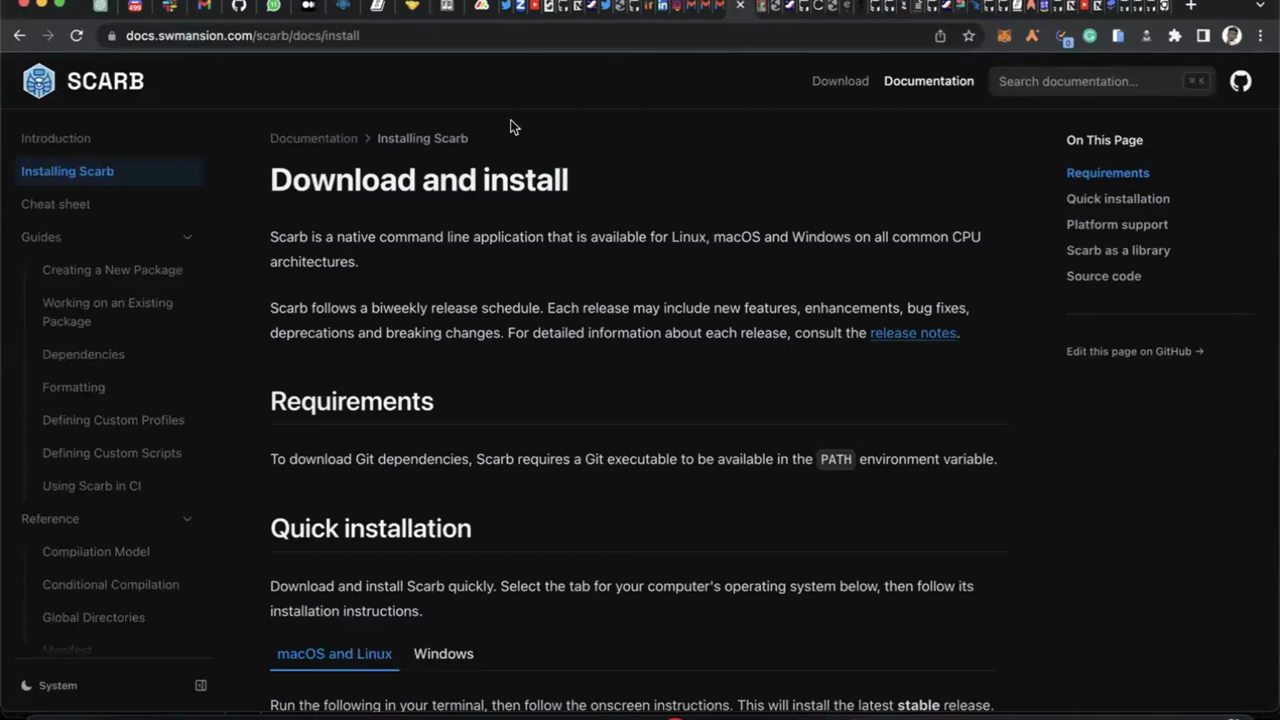 docs.swmansion.com/scarb/docs/install
SCARB
Download
Documentation
Search documentation...
⌘ K
Introduction
Installing Scarb
Cheat sheet
Guides
Creating a New Package
Working on an Existing
Package
Dependencies
Formatting
Defining Custom Profiles
Defining Custom Scripts
Using Scarb in CI
Reference
Compilation Model
Conditional Compilation
Global Directories
Manifest
System
Documentation > Installing Scarb
Download and install
Scarb is a native command line application that is available for Linux, macOS and Windows on all common CPU
architectures.
Scarb follows a biweekly release schedule. Each release may include new features, enhancements, bug fixes,
deprecations and breaking changes. For detailed information about each release, consult the release notes.
Requirements
To download Git dependencies, Scarb requires a Git executable to be available in the PATH environment variable.
Quick installation
Download and install Scarb quickly. Select the tab for your computer's operating system below, then follow its
installation instructions.
macOS and Linux
Windows
Run the following in your terminal, then follow the onscreen instructions. This will install the latest stable release.
On This Page
Requirements
Quick installation
Platform support
Scarb as a library
Source code
Edit this page on GitHub →